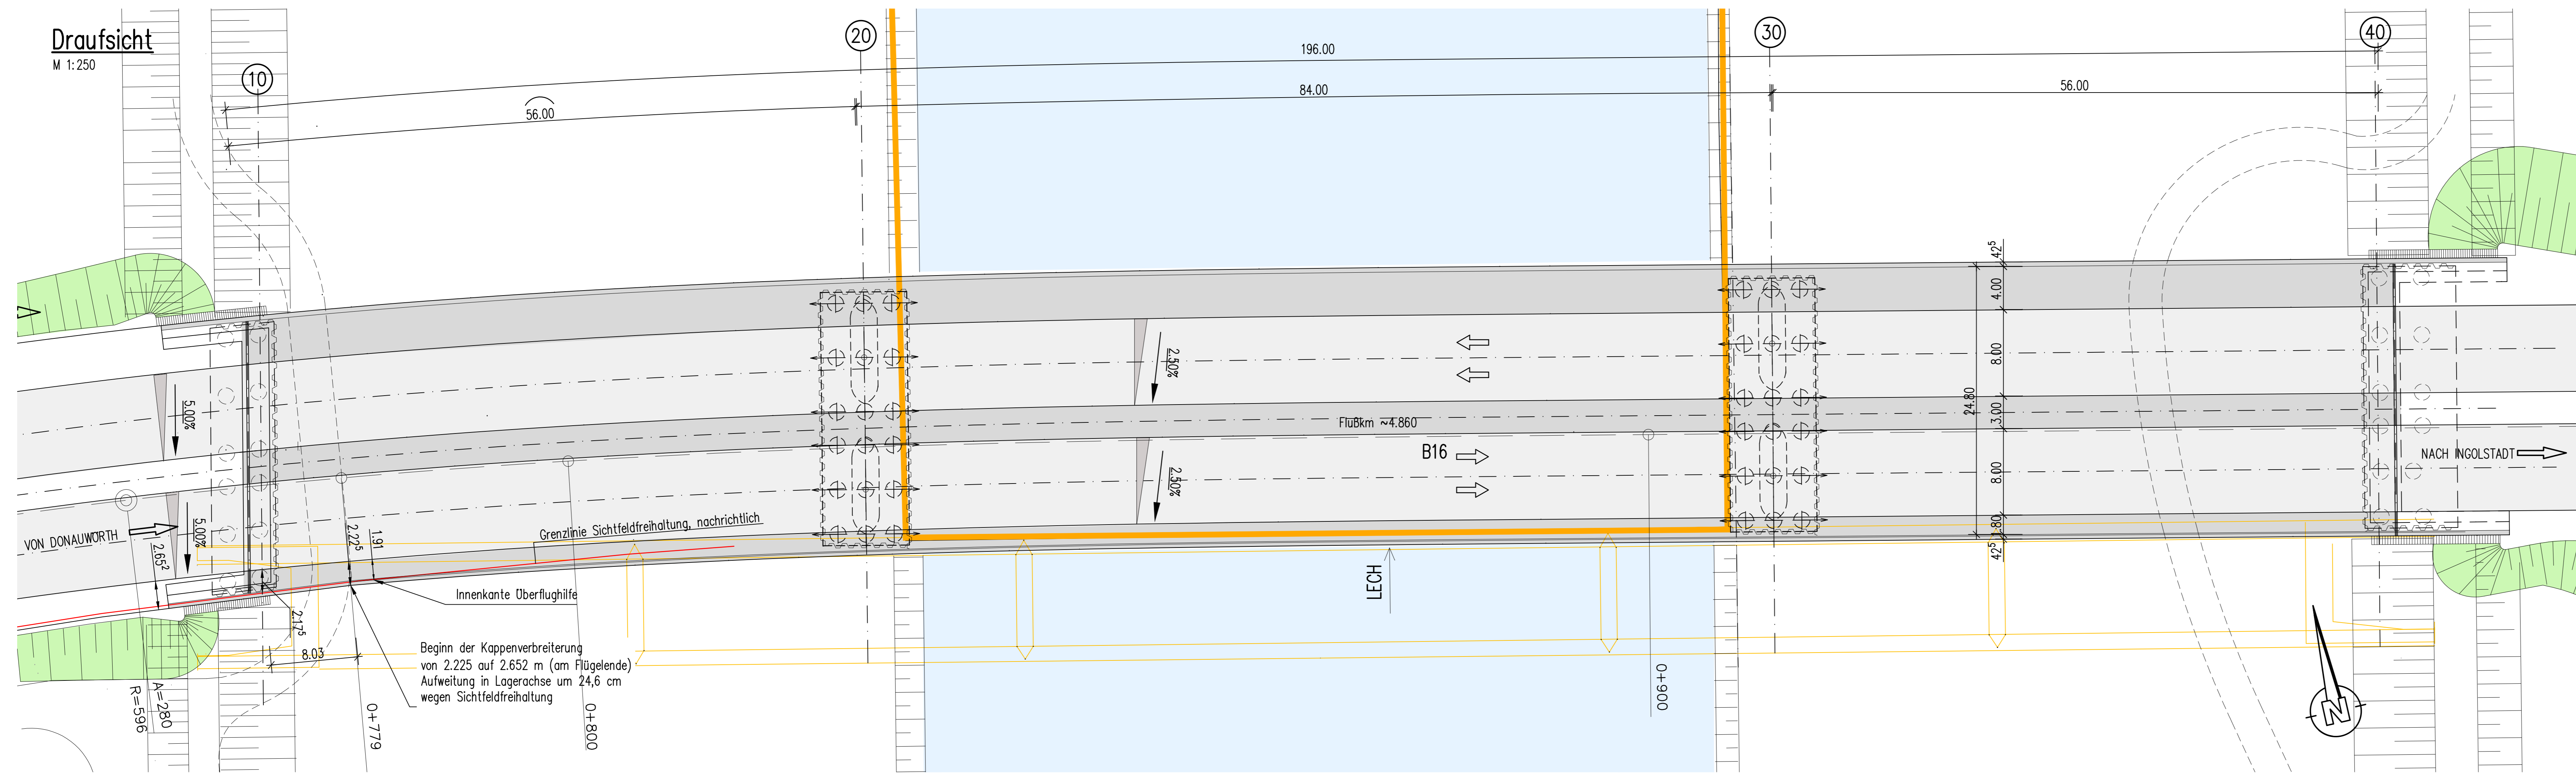 Draufsicht
M 1:250
10
20
30
40
196.00
56.00
84.00
56.00
42⁵
4.00
8.00
24.80
3.00
8.00
1.80
42⁵
2.50%
2.50%
5.00%
5.00%
Flußkm ~4.860
B16
NACH INGOLSTADT
VON DONAUWÖRTH
Grenzlinie Sichtfeldfreihaltung, nachrichtlich
2.65²
2.22⁵
1.91
Innenkante Überflughilfe
2.17⁵
8.03
Beginn der Kappenverbreiterung
von 2.225 auf 2.652 m (am Flügelende)
Aufweitung in Lagerachse um 24,6 cm
wegen Sichtfeldfreihaltung
LECH
R=596
A=280
0+779
0+800
0+900
N